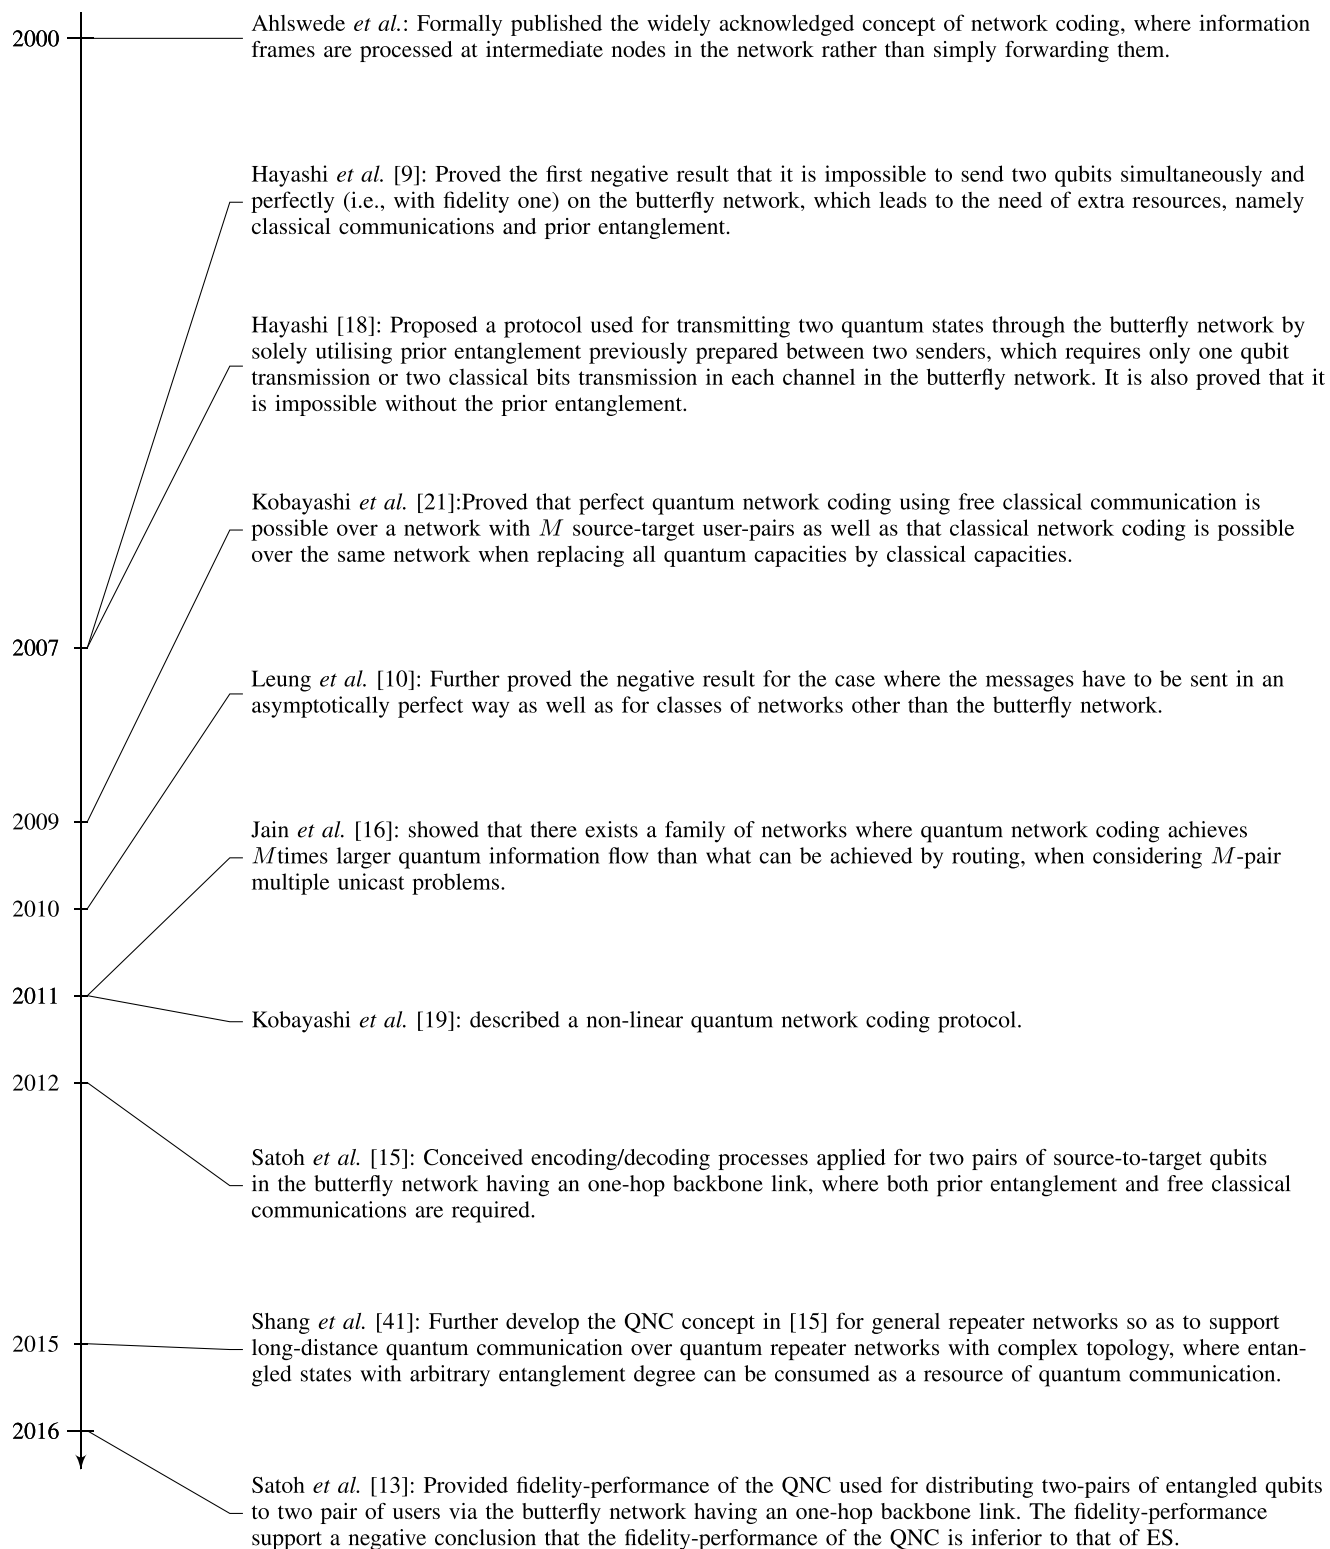 2000
Ahlswede et al.: Formally published the widely acknowledged concept of network coding, where information
frames are processed at intermediate nodes in the network rather than simply forwarding them.
Hayashi et al. [9]: Proved the first negative result that it is impossible to send two qubits simultaneously and
perfectly (i.e., with fidelity one) on the butterfly network, which leads to the need of extra resources, namely
classical communications and prior entanglement.
Hayashi [18]: Proposed a protocol used for transmitting two quantum states through the butterfly network by
solely utilising prior entanglement previously prepared between two senders, which requires only one qubit
transmission or two classical bits transmission in each channel in the butterfly network. It is also proved that it
is impossible without the prior entanglement.
Kobayashi et al. [21]:Proved that perfect quantum network coding using free classical communication is
possible over a network with M source-target user-pairs as well as that classical network coding is possible
over the same network when replacing all quantum capacities by classical capacities.
2007
Leung et al. [10]: Further proved the negative result for the case where the messages have to be sent in an
asymptotically perfect way as well as for classes of networks other than the butterfly network.
2009
Jain et al. [16]: showed that there exists a family of networks where quantum network coding achieves
Mtimes larger quantum information flow than what can be achieved by routing, when considering M-pair
multiple unicast problems.
2010
2011
Kobayashi et al. [19]: described a non-linear quantum network coding protocol.
2012
Satoh et al. [15]: Conceived encoding/decoding processes applied for two pairs of source-to-target qubits
in the butterfly network having an one-hop backbone link, where both prior entanglement and free classical
communications are required.
2015
Shang et al. [41]: Further develop the QNC concept in [15] for general repeater networks so as to support
long-distance quantum communication over quantum repeater networks with complex topology, where entan-
gled states with arbitrary entanglement degree can be consumed as a resource of quantum communication.
2016
Satoh et al. [13]: Provided fidelity-performance of the QNC used for distributing two-pairs of entangled qubits
to two pair of users via the butterfly network having an one-hop backbone link. The fidelity-performance
support a negative conclusion that the fidelity-performance of the QNC is inferior to that of ES.